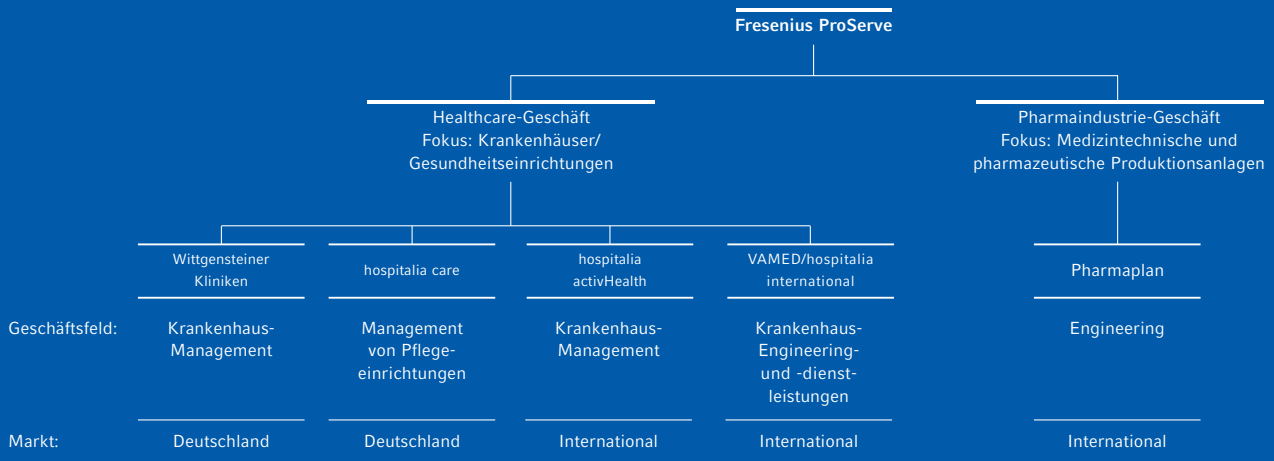 Fresenius ProServe
Healthcare-Geschäft
Fokus: Krankenhäuser/
Gesundheitseinrichtungen
Pharmaindustrie-Geschäft
Fokus: Medizintechnische und
pharmazeutische Produktionsanlagen
Wittgensteiner
Kliniken
hospitalia care
hospitalia
activHealth
VAMED/hospitalia
international
Pharmaplan
Geschäftsfeld:
Krankenhaus-
Management
Management
von Pflege-
einrichtungen
Krankenhaus-
Management
Krankenhaus-
Engineering-
und -dienst-
leistungen
Engineering
Markt:
Deutschland
Deutschland
International
International
International